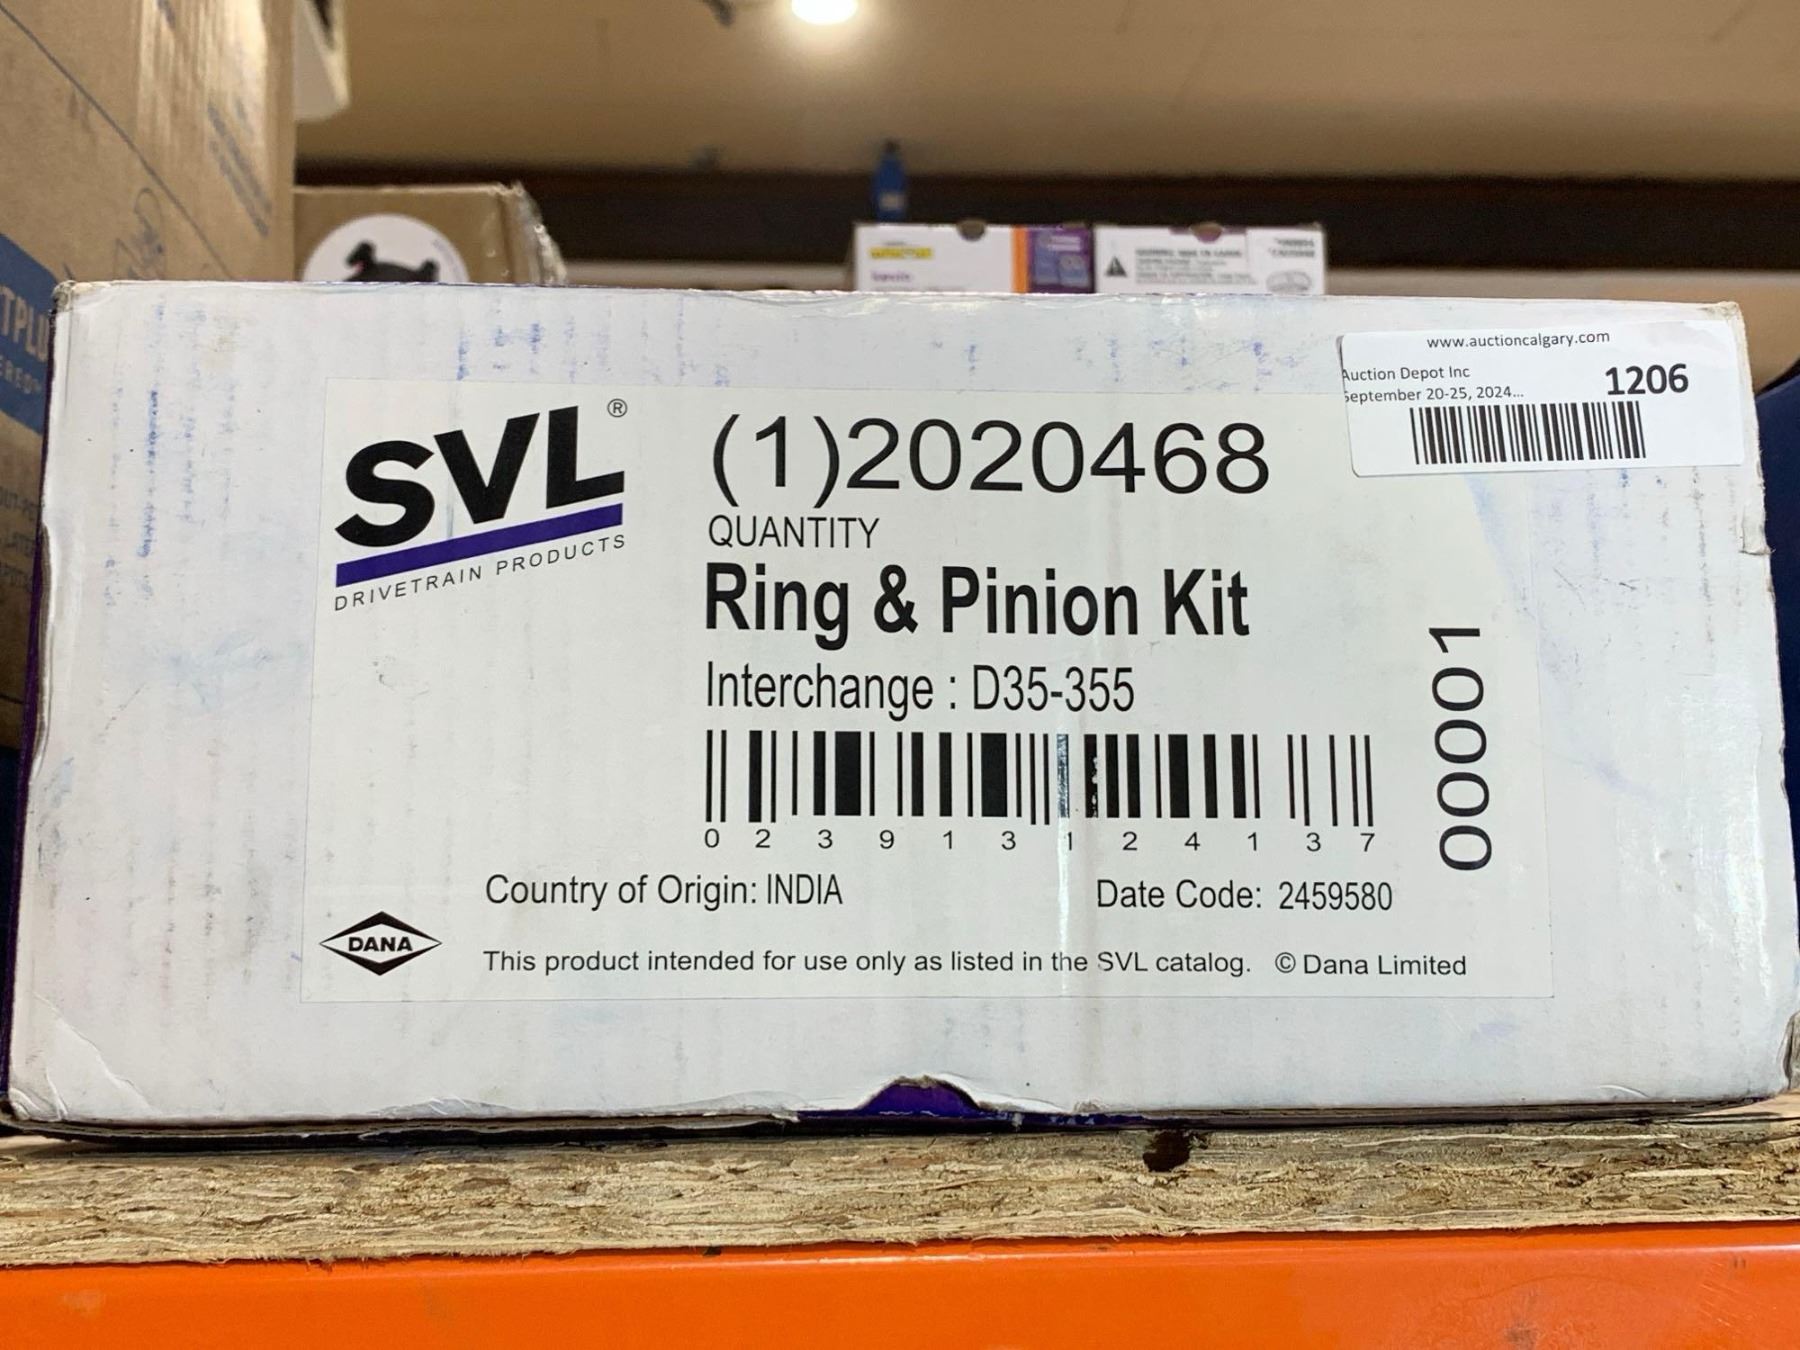 www.auctioncalgary.com
Auction Depot Inc
1206
September 20-25, 2024...
SVL®
DRIVETRAIN PRODUCTS
(1)2020468
QUANTITY
Ring & Pinion Kit
Interchange : D35-355
0 2 3 9 1 3 1 2 4 1 3 7
00001
Country of Origin: INDIA
Date Code: 2459580
DANA
This product intended for use only as listed in the SVL catalog. © Dana Limited